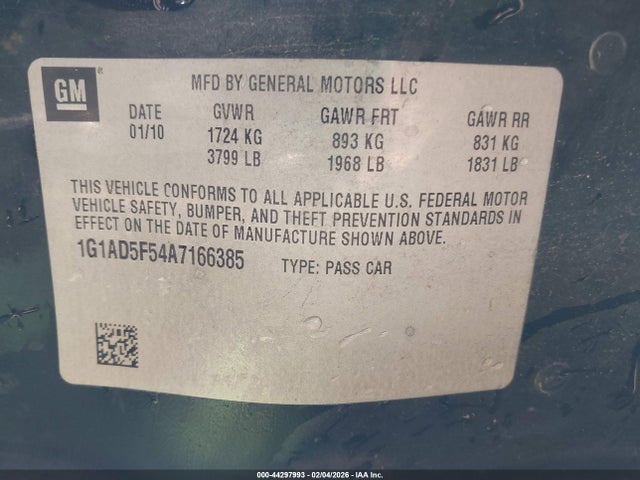 GM
MFD BY GENERAL MOTORS LLC
DATE GVWR GAWR FRT GAWR RR
01/10 1724 KG 893 KG 831 KG
3799 LB 1968 LB 1831 LB
THIS VEHICLE CONFORMS TO ALL APPLICABLE U.S. FEDERAL MOTOR
VEHICLE SAFETY, BUMPER, AND THEFT PREVENTION STANDARDS IN
EFFECT ON THE DATE OF MANUFACTURE SHOWN ABOVE.
1G1AD5F54A7166385 TYPE: PASS CAR
000-44297993 - 02/04/2026 - IAAI.COM